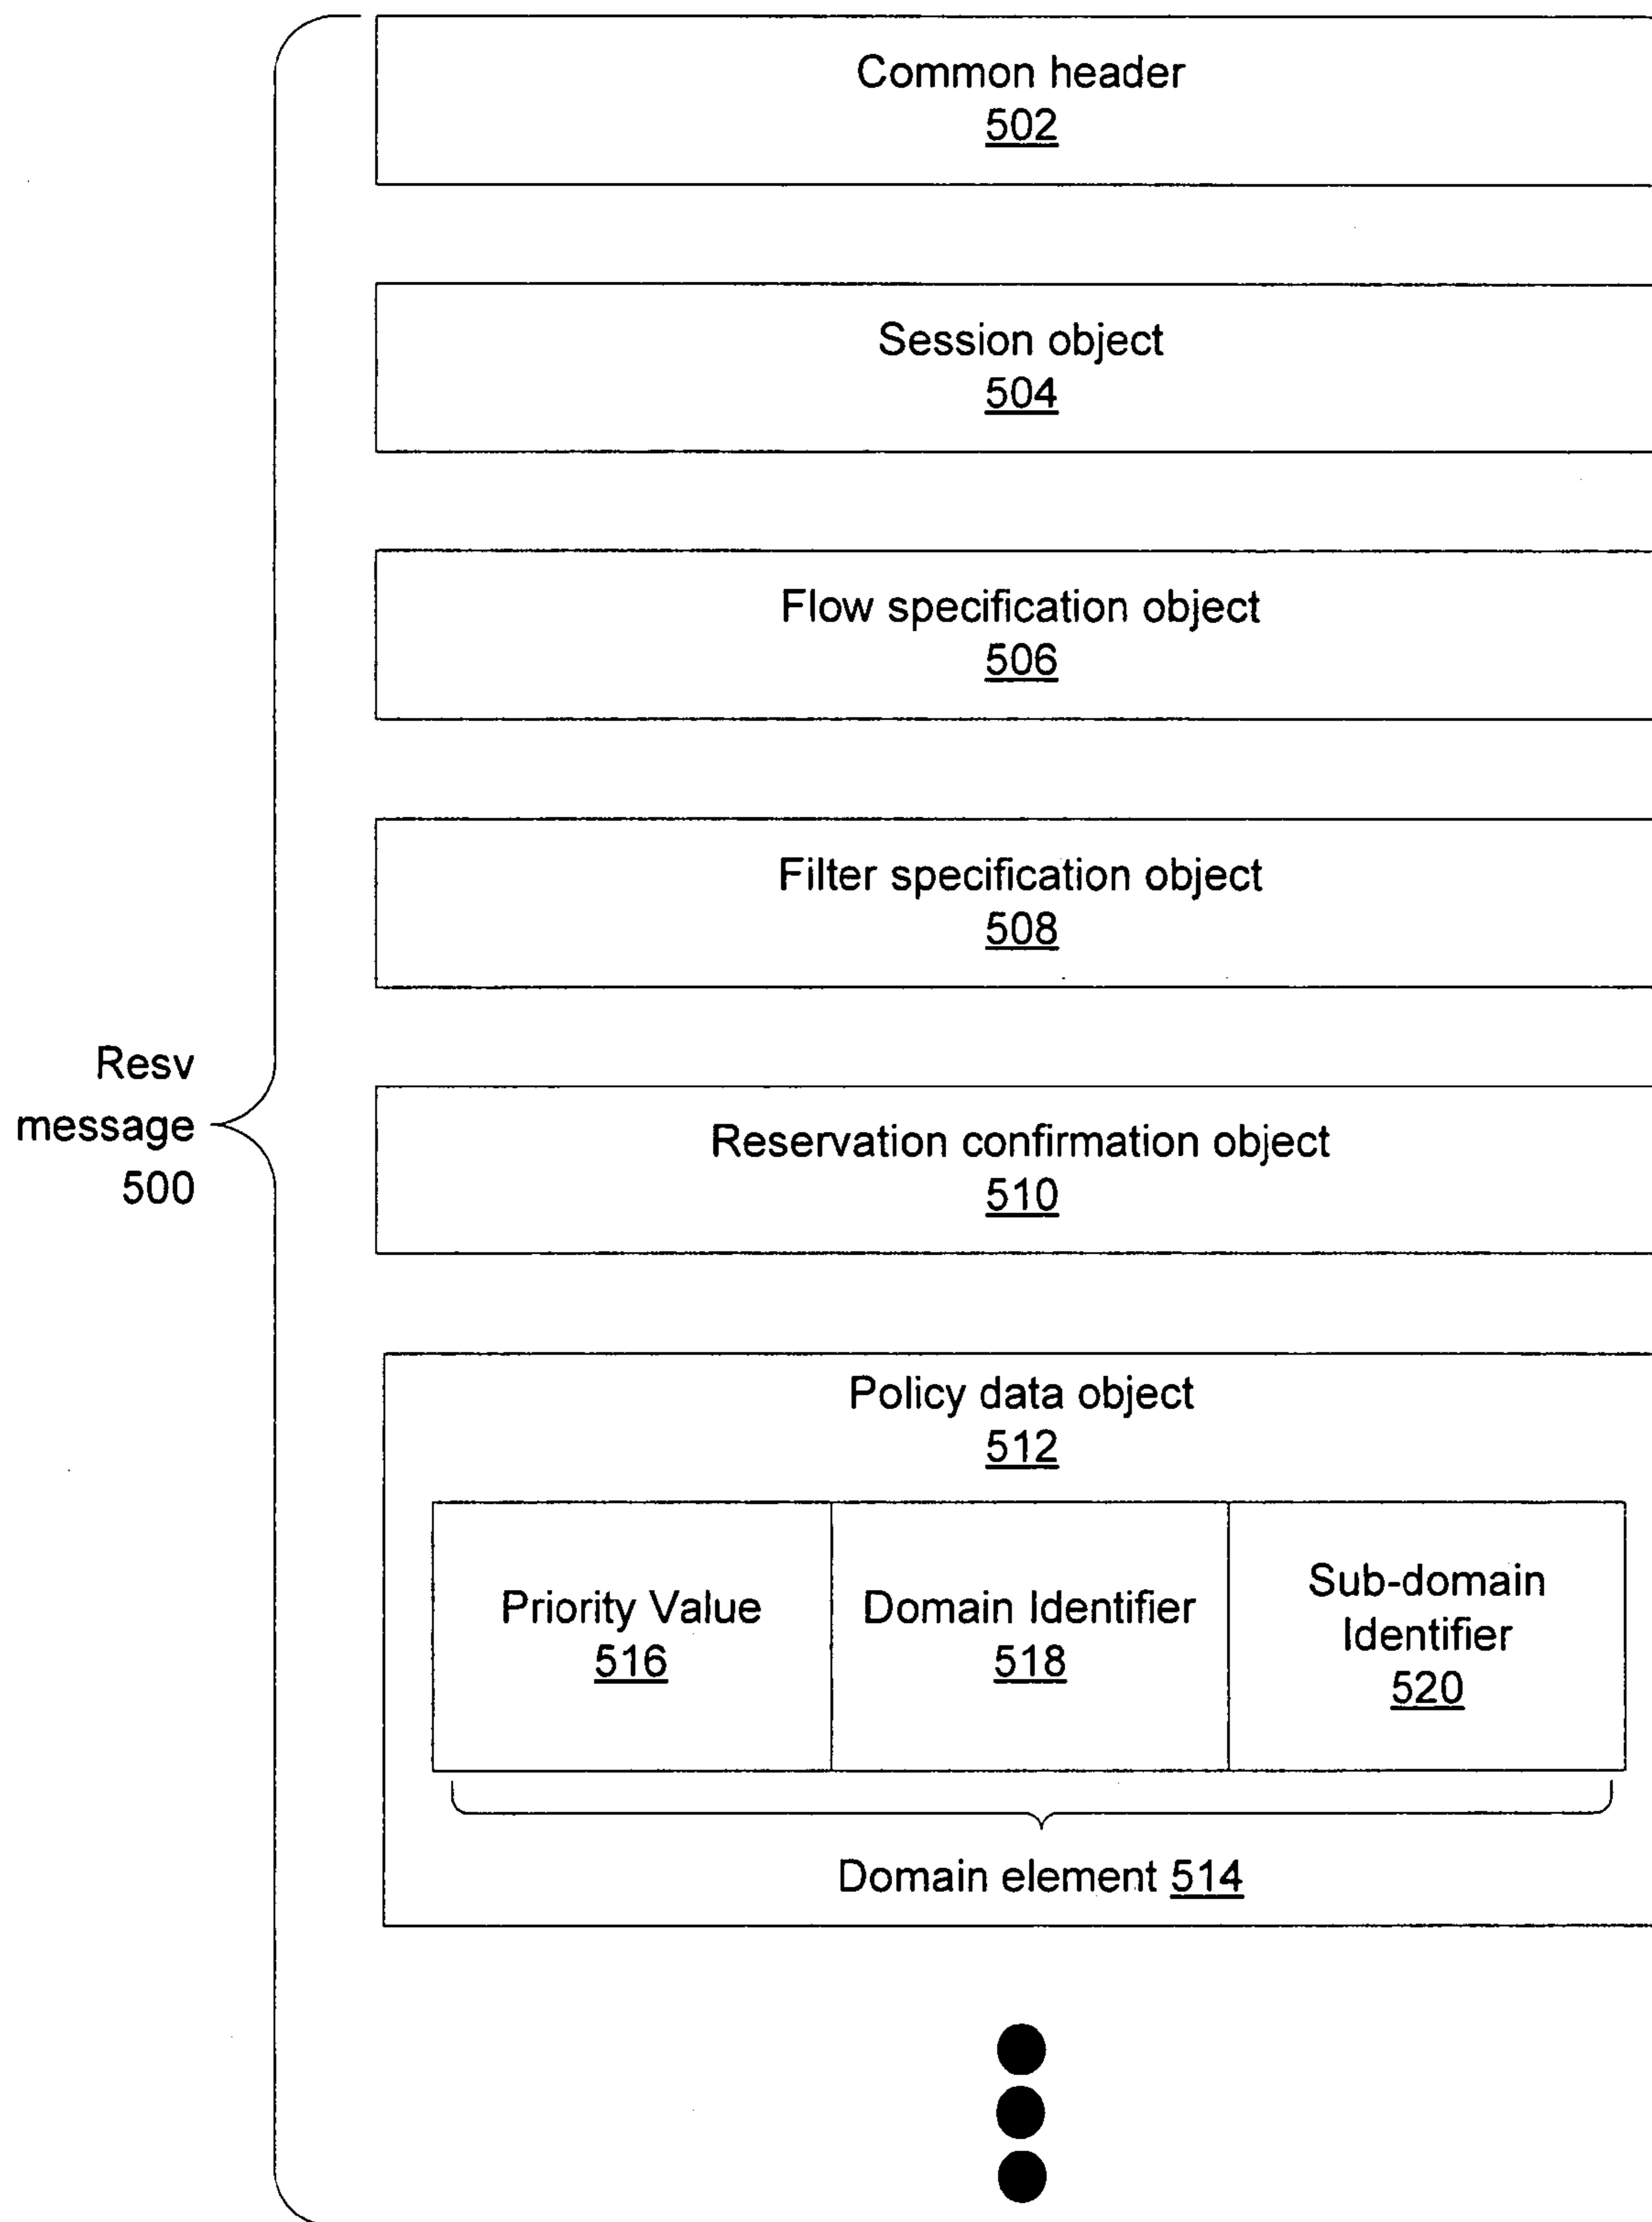 Common header
502
Session object
504
Flow specification object
506
Filter specification object
508
Resv
message
500
Reservation confirmation object
510
Policy data object
512
Priority Value
516
Domain Identifier
518
Sub-domain
Identifier
520
Domain element 514